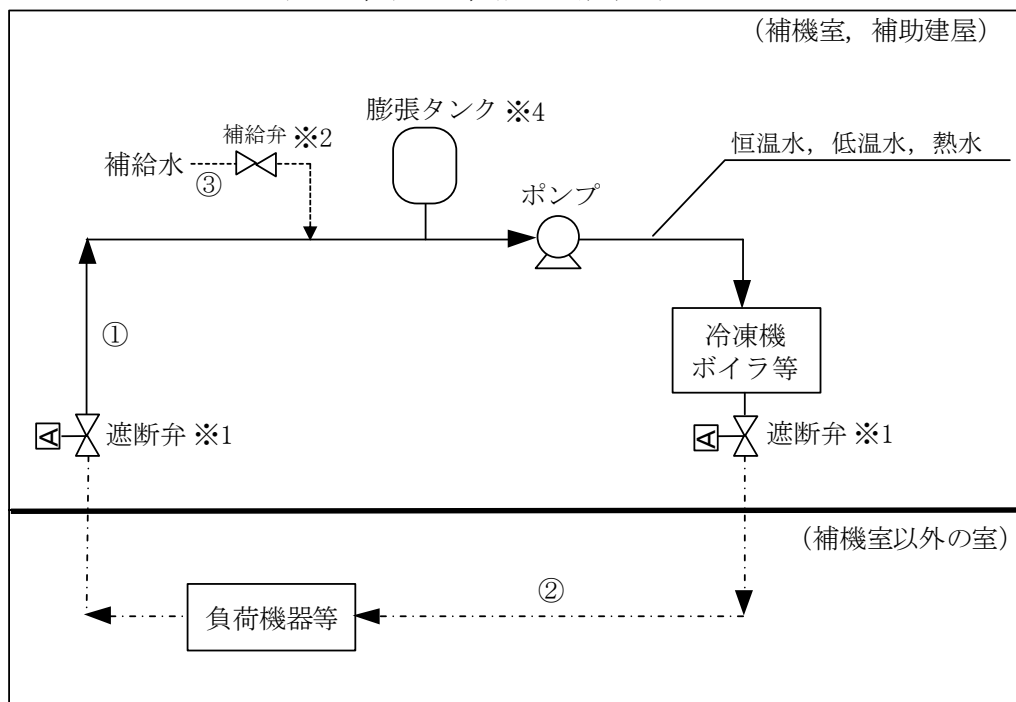 (補機室，補助建屋)
膨張タンク ※4
補給弁 ※2
補給水
③
恒温水，低温水，熱水
ポンプ
①
冷凍機
ボイラ等
A
遮断弁 ※1
A
遮断弁 ※1
(補機室以外の室)
②
負荷機器等